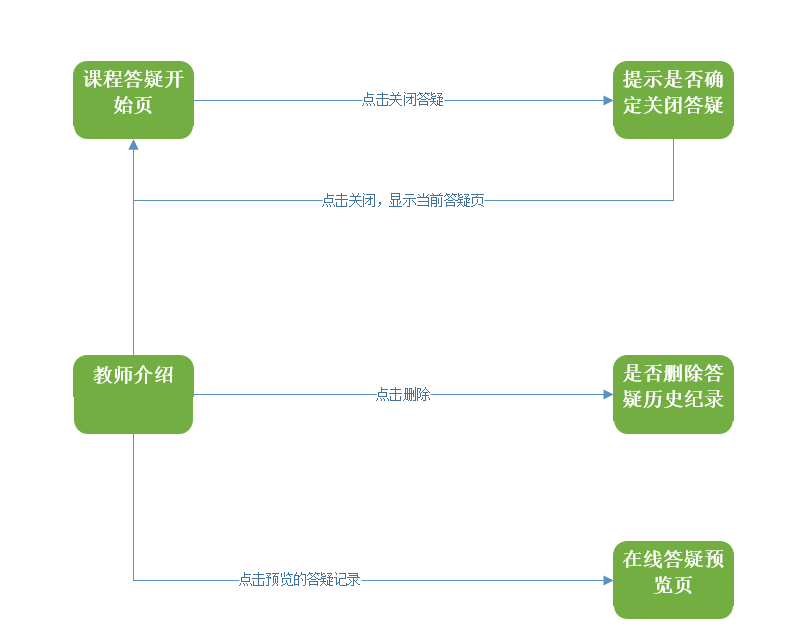 课程答疑开
始页
点击关闭答疑
提示是否确
定关闭答疑
点击关闭，显示当前答疑页
教师介绍
点击删除
是否删除答
疑历史纪录
点击预览的答疑记录
在线答疑预
览页